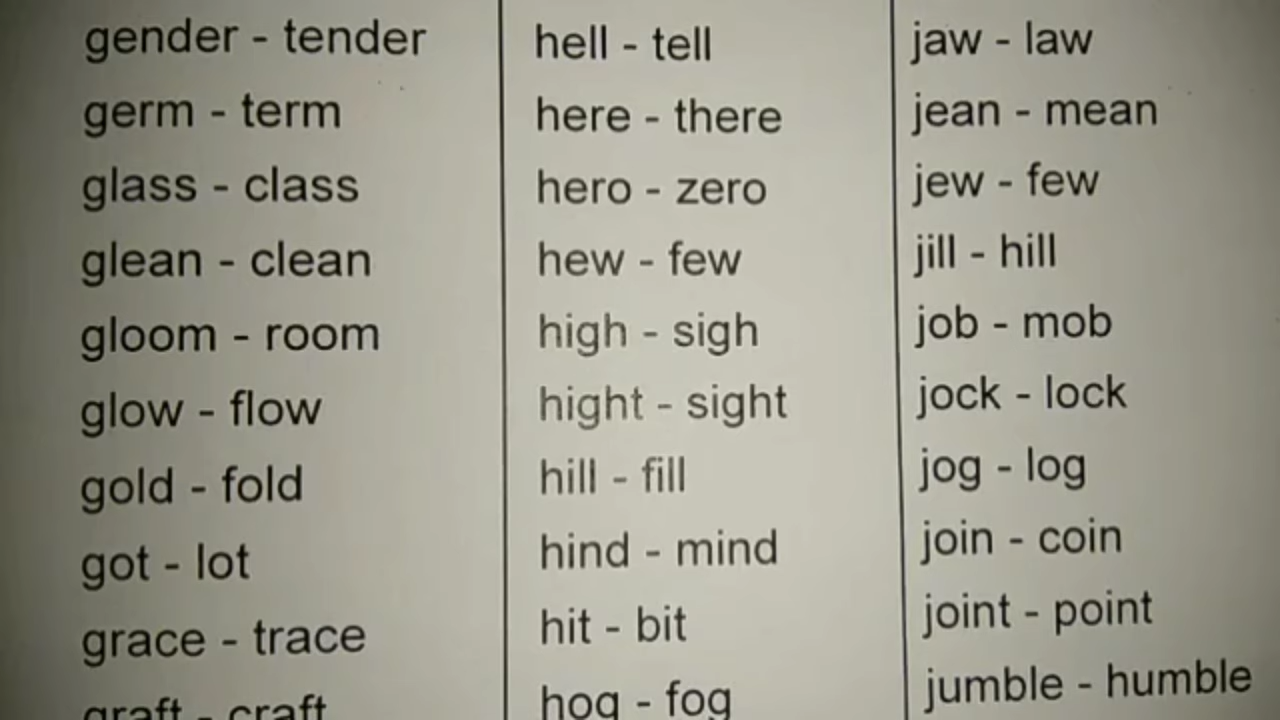 gender - tender
germ - term
glass - class
glean - clean
gloom - room
glow - flow
gold - fold
got - lot
grace - trace
graft - craft
hell - tell
here - there
hero - zero
hew - few
high - sigh
hight - sight
hill - fill
hind - mind
hit - bit
hog - fog
jaw - law
jean - mean
jew - few
jill - hill
job - mob
jock - lock
jog - log
join - coin
joint - point
jumble - humble